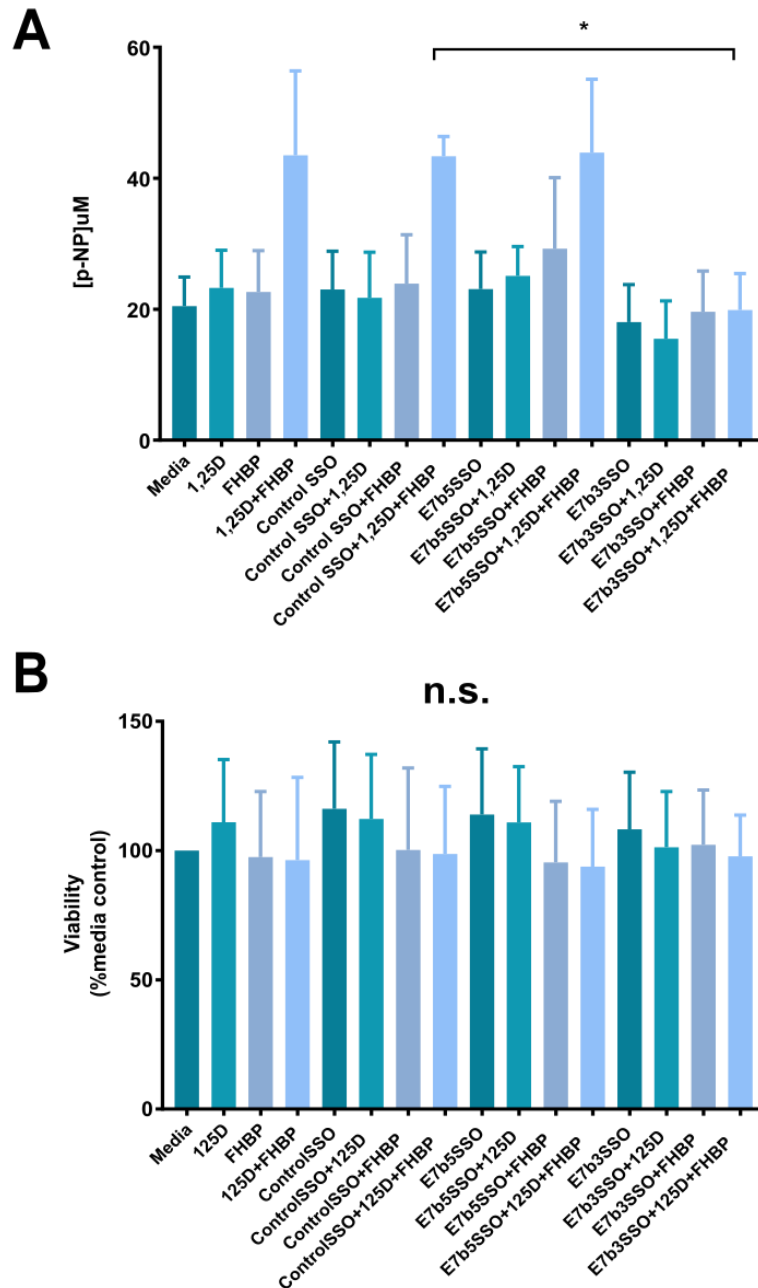 A
*
60
40
20
0
[p-NP]uM
Media
1,25D
FHBP
1,25D+FHBP
Control SSO
Control SSO+1,25D
Control SSO+FHBP
Control SSO+1,25D+FHBP
E7b5SSO
E7b5SSO+1,25D
E7b5SSO+FHBP
E7b5SSO+1,25D+FHBP
E7b3SSO
E7b3SSO+1,25D
E7b3SSO+FHBP
E7b3SSO+1,25D+FHBP
B
n.s.
150
100
50
0
Viability
(%media control)
Media
125D
FHBP
125D+FHBP
ControlSSO
ControlSSO+125D
ControlSSO+FHBP
ControlSSO+125D+FHBP
E7b5SSO
E7b5SSO+125D
E7b5SSO+FHBP
E7b5SSO+125D+FHBP
E7b3SSO
E7b3SSO+125D
E7b3SSO+FHBP
E7b3SSO+125D+FHBP